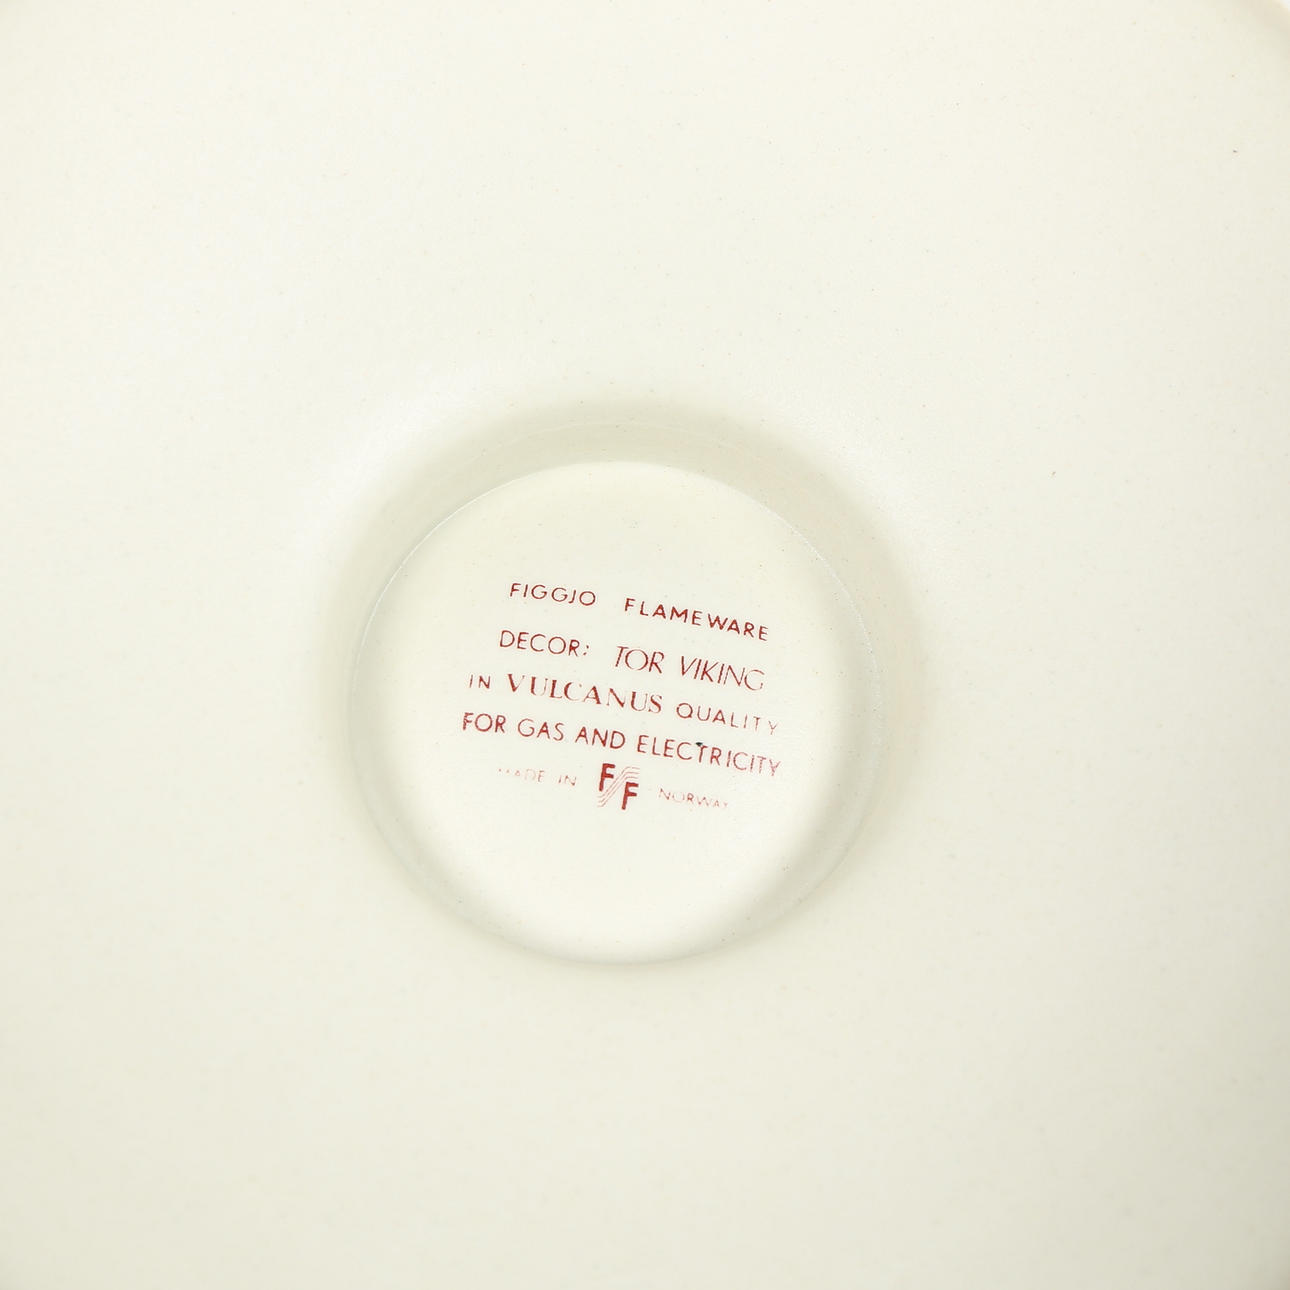 FIGGJO FLAMEWARE
DECOR: TOR VIKING
IN VULCANUS QUALITY
FOR GAS AND ELECTRICITY
MADE IN FF NORWAY